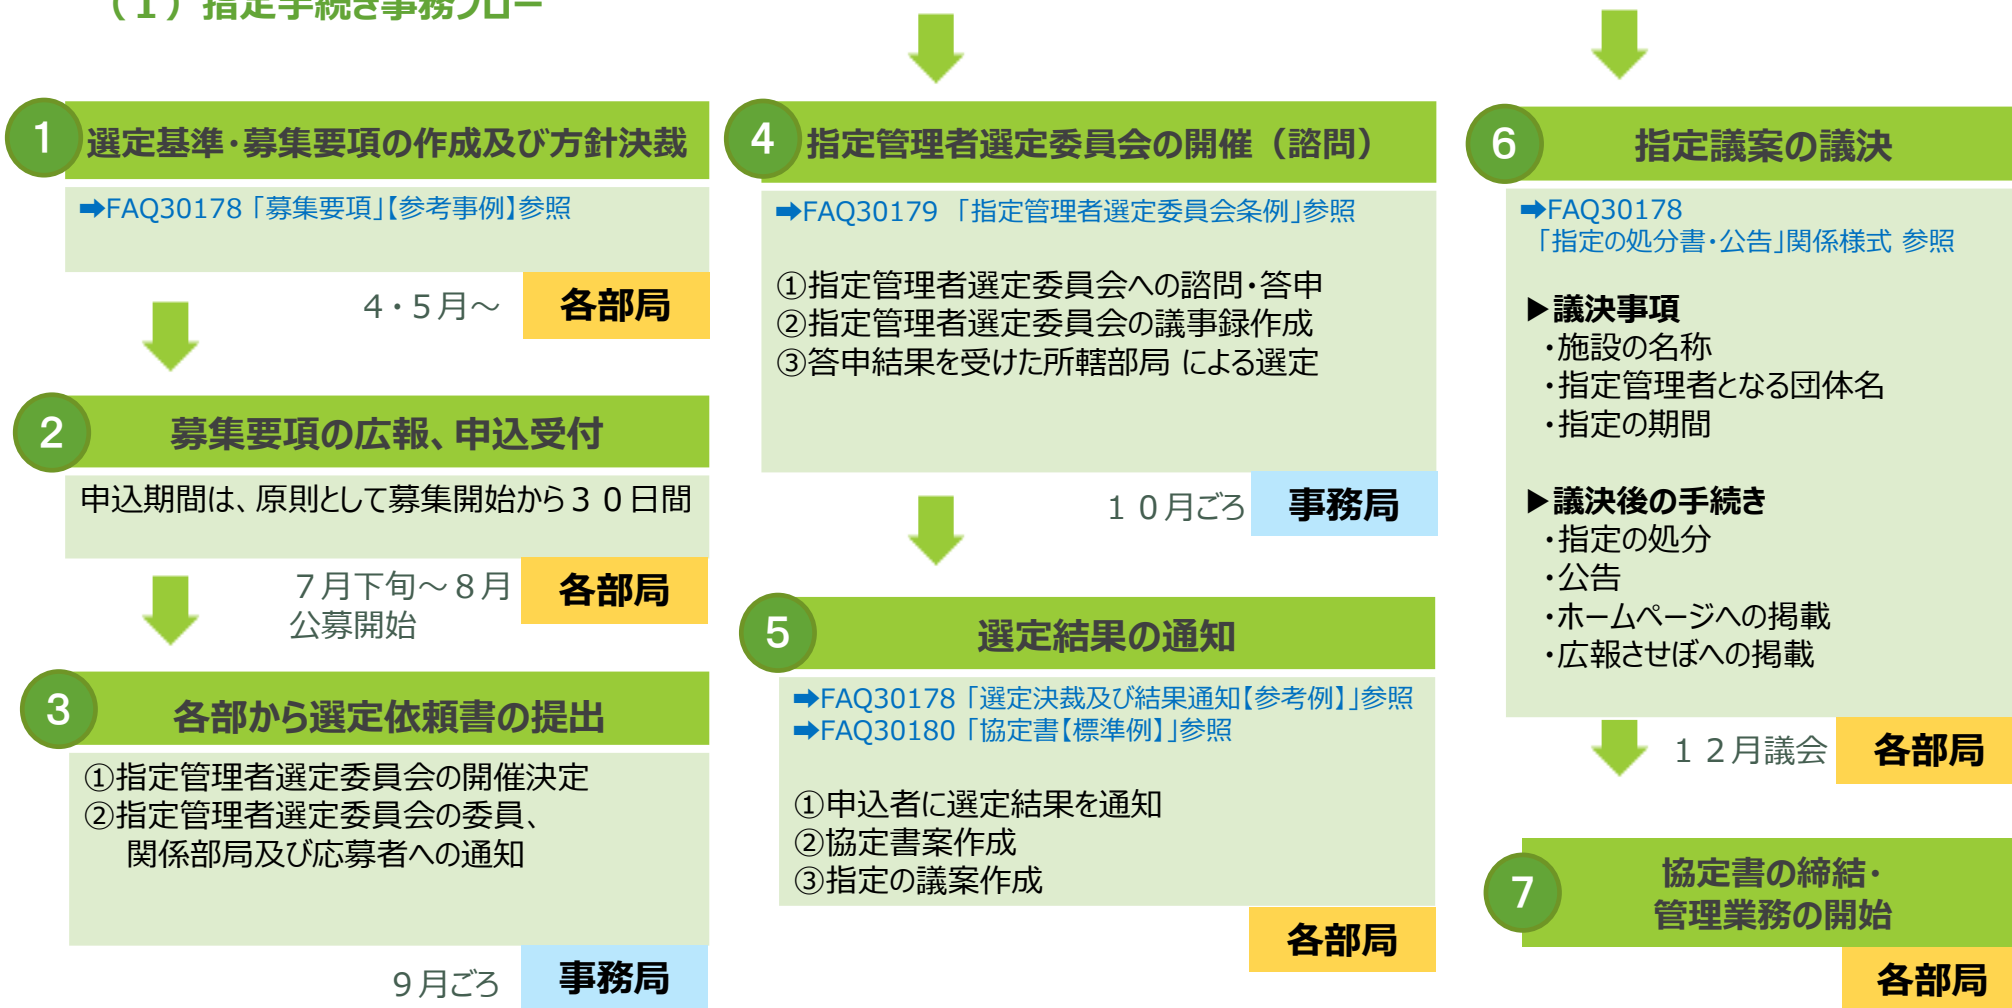 （１）指定手続き事務フロー
1
選定基準・募集要項の作成及び方針決裁
➡FAQ30178「募集要項」【参考事例】参照
４・５月～
各部局
2
募集要項の広報、申込受付
申込期間は、原則として募集開始から３０日間
７月下旬～８月
公募開始
各部局
3
各部から選定依頼書の提出
①指定管理者選定委員会の開催決定
②指定管理者選定委員会の委員、
関係部局及び応募者への通知
９月ごろ
事務局
4
指定管理者選定委員会の開催（諮問）
➡FAQ30179 「指定管理者選定委員会条例」参照
①指定管理者選定委員会への諮問・答申
②指定管理者選定委員会の議事録作成
③答申結果を受けた所轄部局 による選定
１０月ごろ
事務局
5
選定結果の通知
➡FAQ30178「選定決裁及び結果通知【参考例】」参照
➡FAQ30180「協定書【標準例】」参照
①申込者に選定結果を通知
②協定書案作成
③指定の議案作成
各部局
6
指定議案の議決
➡FAQ30178
「指定の処分書・公告」関係様式 参照
▶議決事項
・施設の名称
・指定管理者となる団体名
・指定の期間
▶議決後の手続き
・指定の処分
・公告
・ホームページへの掲載
・広報させぼへの掲載
１２月議会
各部局
7
協定書の締結・
管理業務の開始
各部局